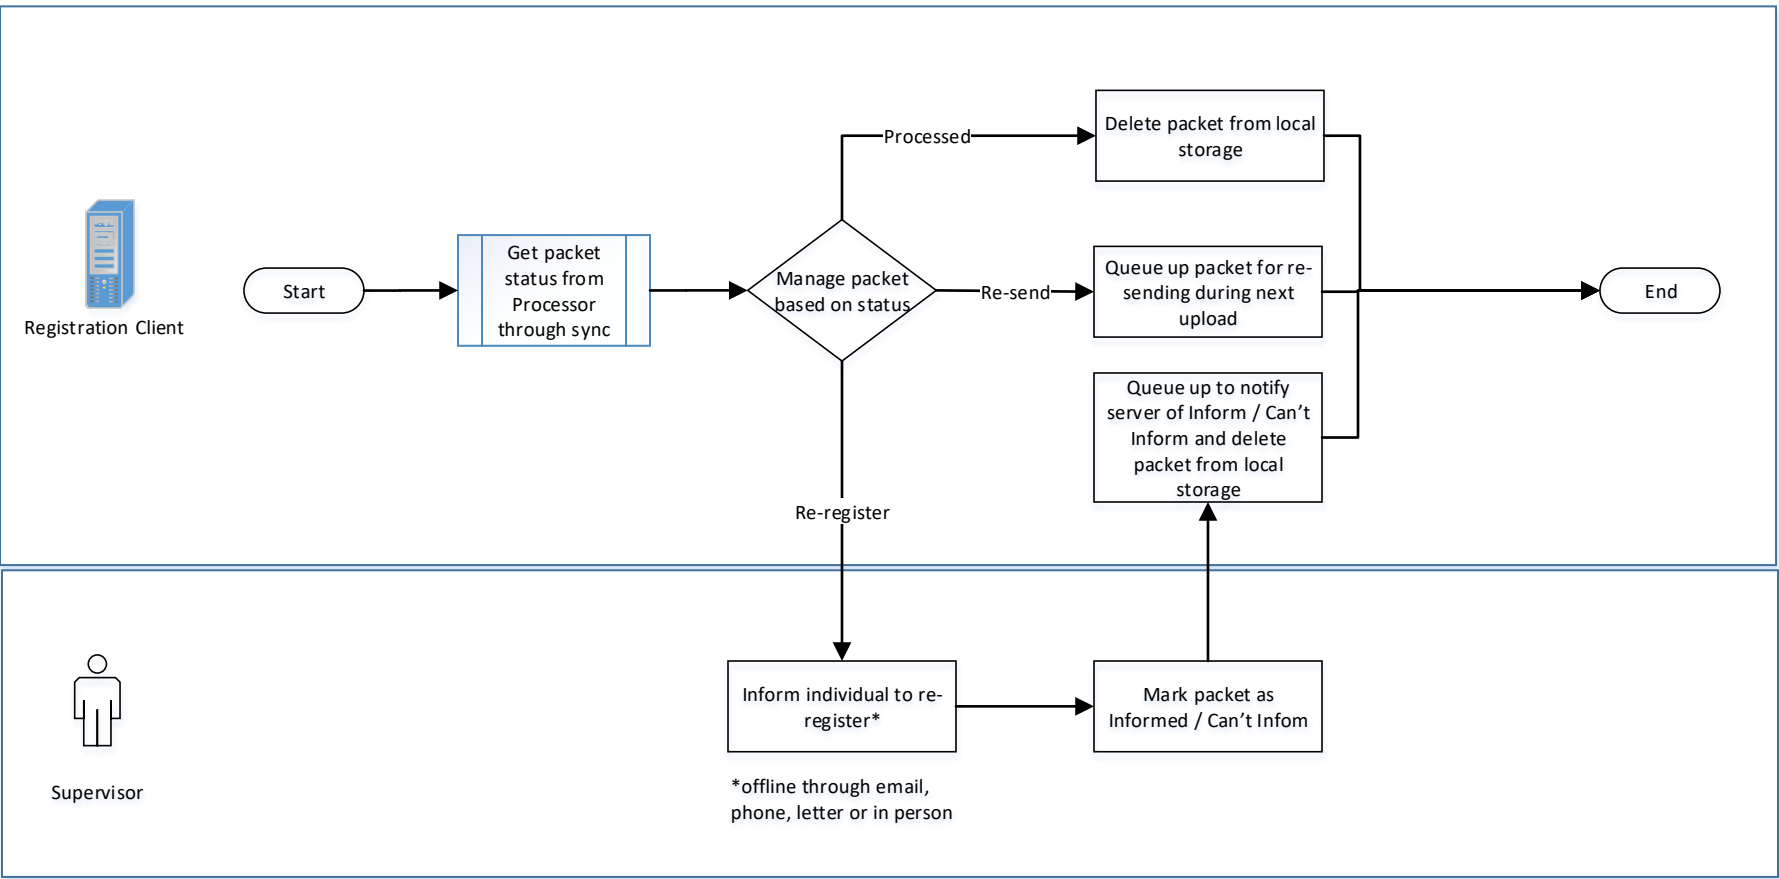 Registration Client
Start
Get packet
status from
Processor
through sync
Manage packet
based on status
Processed
Delete packet from local
storage
Re-send
Queue up packet for re-
sending during next
upload
End
Queue up to notify
server of Inform / Can’t
Inform and delete
packet from local
storage
Re-register
Supervisor
Inform individual to re-
register*
*offline through email,
phone, letter or in person
Mark packet as
Informed / Can’t Infom